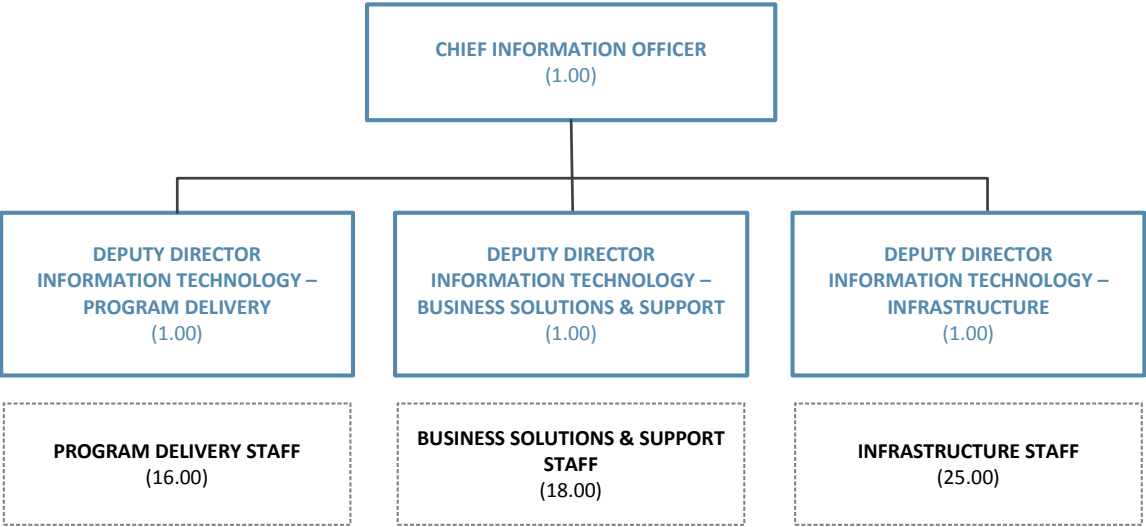 CHIEF INFORMATION OFFICER
(1.00)
DEPUTY DIRECTOR
INFORMATION TECHNOLOGY –
PROGRAM DELIVERY
(1.00)
DEPUTY DIRECTOR
INFORMATION TECHNOLOGY –
BUSINESS SOLUTIONS & SUPPORT
(1.00)
DEPUTY DIRECTOR
INFORMATION TECHNOLOGY –
INFRASTRUCTURE
(1.00)
PROGRAM DELIVERY STAFF
(16.00)
BUSINESS SOLUTIONS & SUPPORT
STAFF
(18.00)
INFRASTRUCTURE STAFF
(25.00)